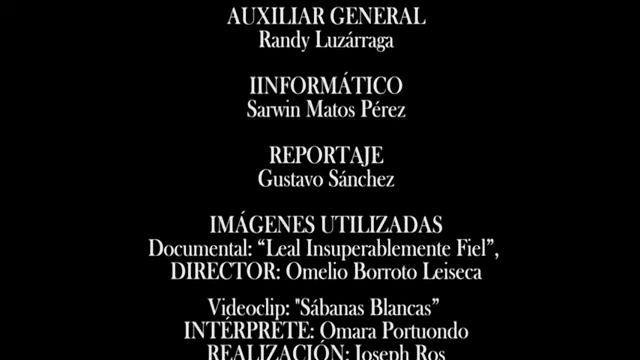 AUXILIAR GENERAL
Randy Luzárraga
IINFORMÁTICO
Sarwin Matos Pérez
REPORTAJE
Gustavo Sánchez
IMÁGENES UTILIZADAS
Documental: “Leal Insuperablemente Fiel”,
DIRECTOR: Omelio Borroto Leiseca
Videoclip: "Sábanas Blancas”
INTÉRPRETE: Omara Portuondo
REALIZACIÓN: Joseph Ros